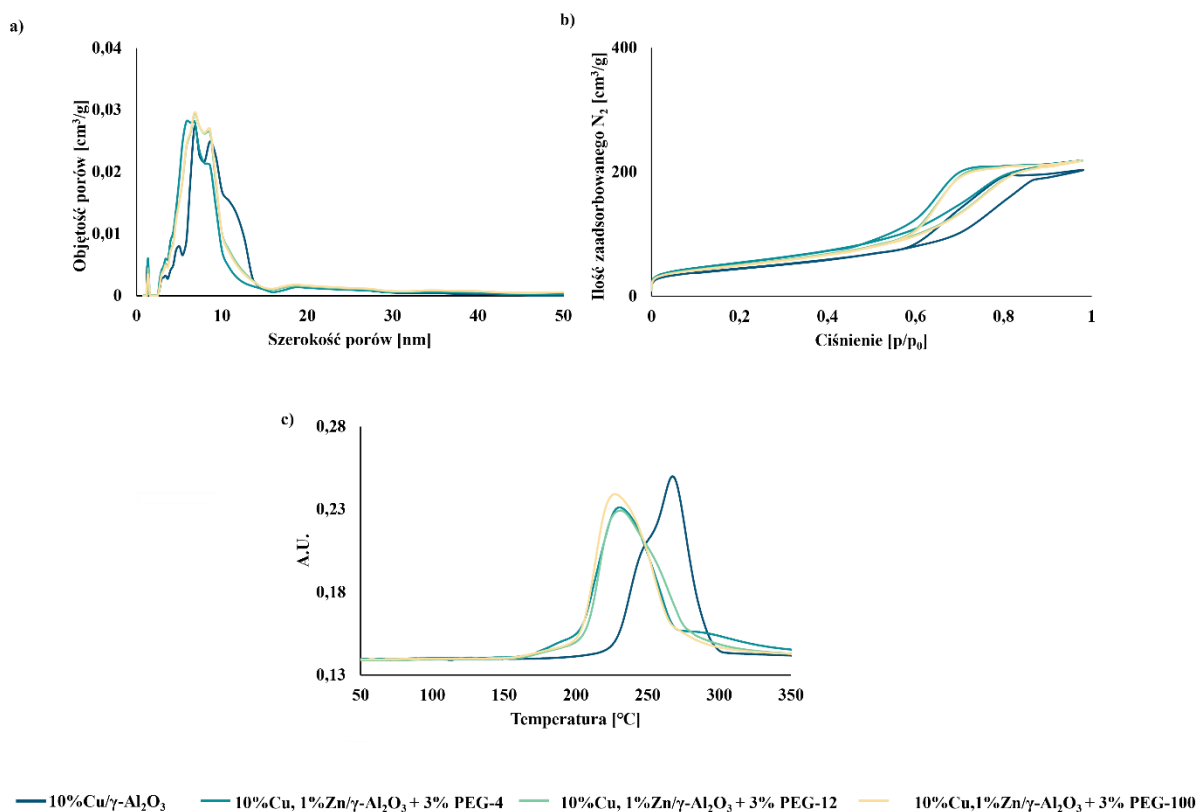 a)
Objętość porów [cm³/g]
0,04
0,03
0,02
0,01
0
0 10 20 30 40 50
Szerokość porów [nm]
b)
Ilość zaadsorbowanego N₂ [cm³/g]
400
200
0
0 0,2 0,4 0,6 0,8 1
Ciśnienie [p/p₀]
c)
A.U.
0,28
0,23
0,18
0,13
50 100 150 200 250 300 350
Temperatura [°C]
10%Cu/γ-Al₂O₃ 10%Cu, 1%Zn/γ-Al₂O₃ + 3% PEG-4 10%Cu, 1%Zn/γ-Al₂O₃ + 3% PEG-12 10%Cu,1%Zn/γ-Al₂O₃ + 3% PEG-100